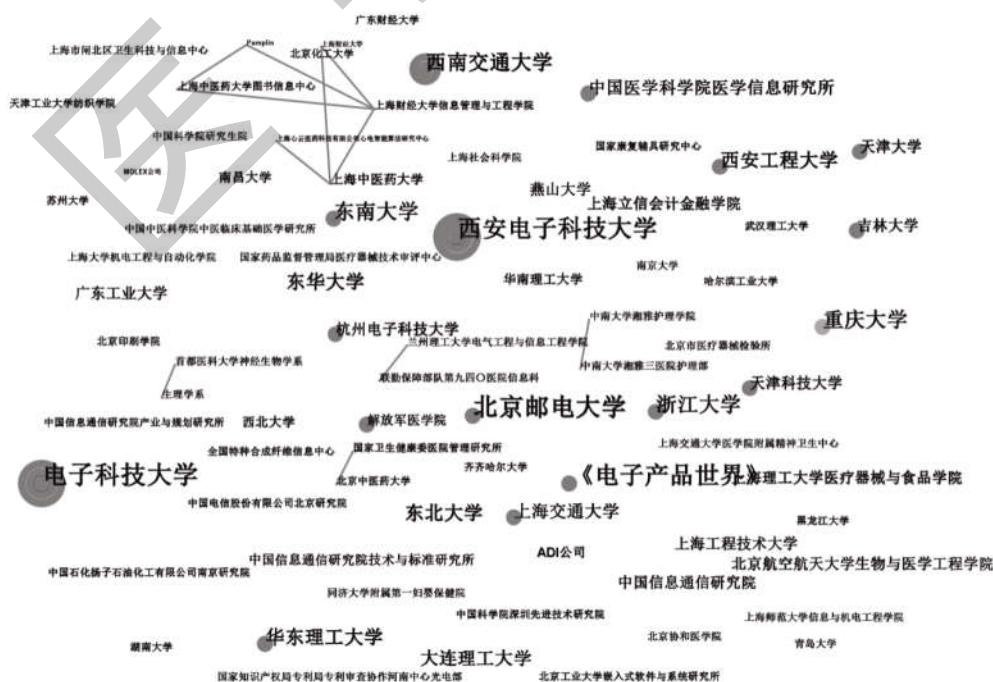 广东财经大学
上海市闸北区卫生科技与信息中心
Pamplin
上海财经大学
北京化工大学
西南交通大学
上海中医药大学图书信息中心
中国医学科学院医学信息研究所
天津工业大学纺织学院
上海财经大学信息管理与工程学院
中国科学院研究生院
上海心云医药科技有限公司心电智能算法研究中心
国家康复辅具研究中心
天津大学
上海社会科学院
西安工程大学
MOLEX公司
南昌大学
上海中医药大学
燕山大学
苏州大学
上海立信会计金融学院
东南大学
中国中医科学院中医临床基础医学研究所
西安电子科技大学
武汉理工大学
吉林大学
上海大学机电工程与自动化学院
国家药品监督管理局医疗器械技术审评中心
南京大学
东华大学
华南理工大学
哈尔滨工业大学
广东工业大学
中南大学湘雅护理学院
重庆大学
杭州电子科技大学
北京印刷学院
兰州理工大学电气工程与信息工程学院
北京市医疗器械检验所
首都医科大学神经生物学系
中南大学湘雅三医院护理部
联勤保障部队第九四〇医院信息科
天津科技大学
生理学系
北京邮电大学
浙江大学
中国信息通信研究院产业与规划研究所
西北大学
解放军医学院
上海交通大学医学院附属精神卫生中心
全国特种合成纤维信息中心
国家卫生健康委医院管理研究所
齐齐哈尔大学
电子科技大学
《电子产品世界》
上海理工大学医疗器械与食品学院
北京中医药大学
中国电信股份有限公司北京研究院
东北大学
上海交通大学
黑龙江大学
ADI公司
上海工程技术大学
中国信息通信研究院技术与标准研究所
北京航空航天大学生物与医学工程学院
中国石化扬子石油化工有限公司南京研究院
中国信息通信研究院
同济大学附属第一妇婴保健院
中国科学院深圳先进技术研究院
上海师范大学信息与机电工程学院
华东理工大学
北京协和医学院
湖南大学
青岛大学
大连理工大学
国家知识产权局专利局专利审查协作河南中心光电部
北京工业大学嵌入式软件与系统研究所
医